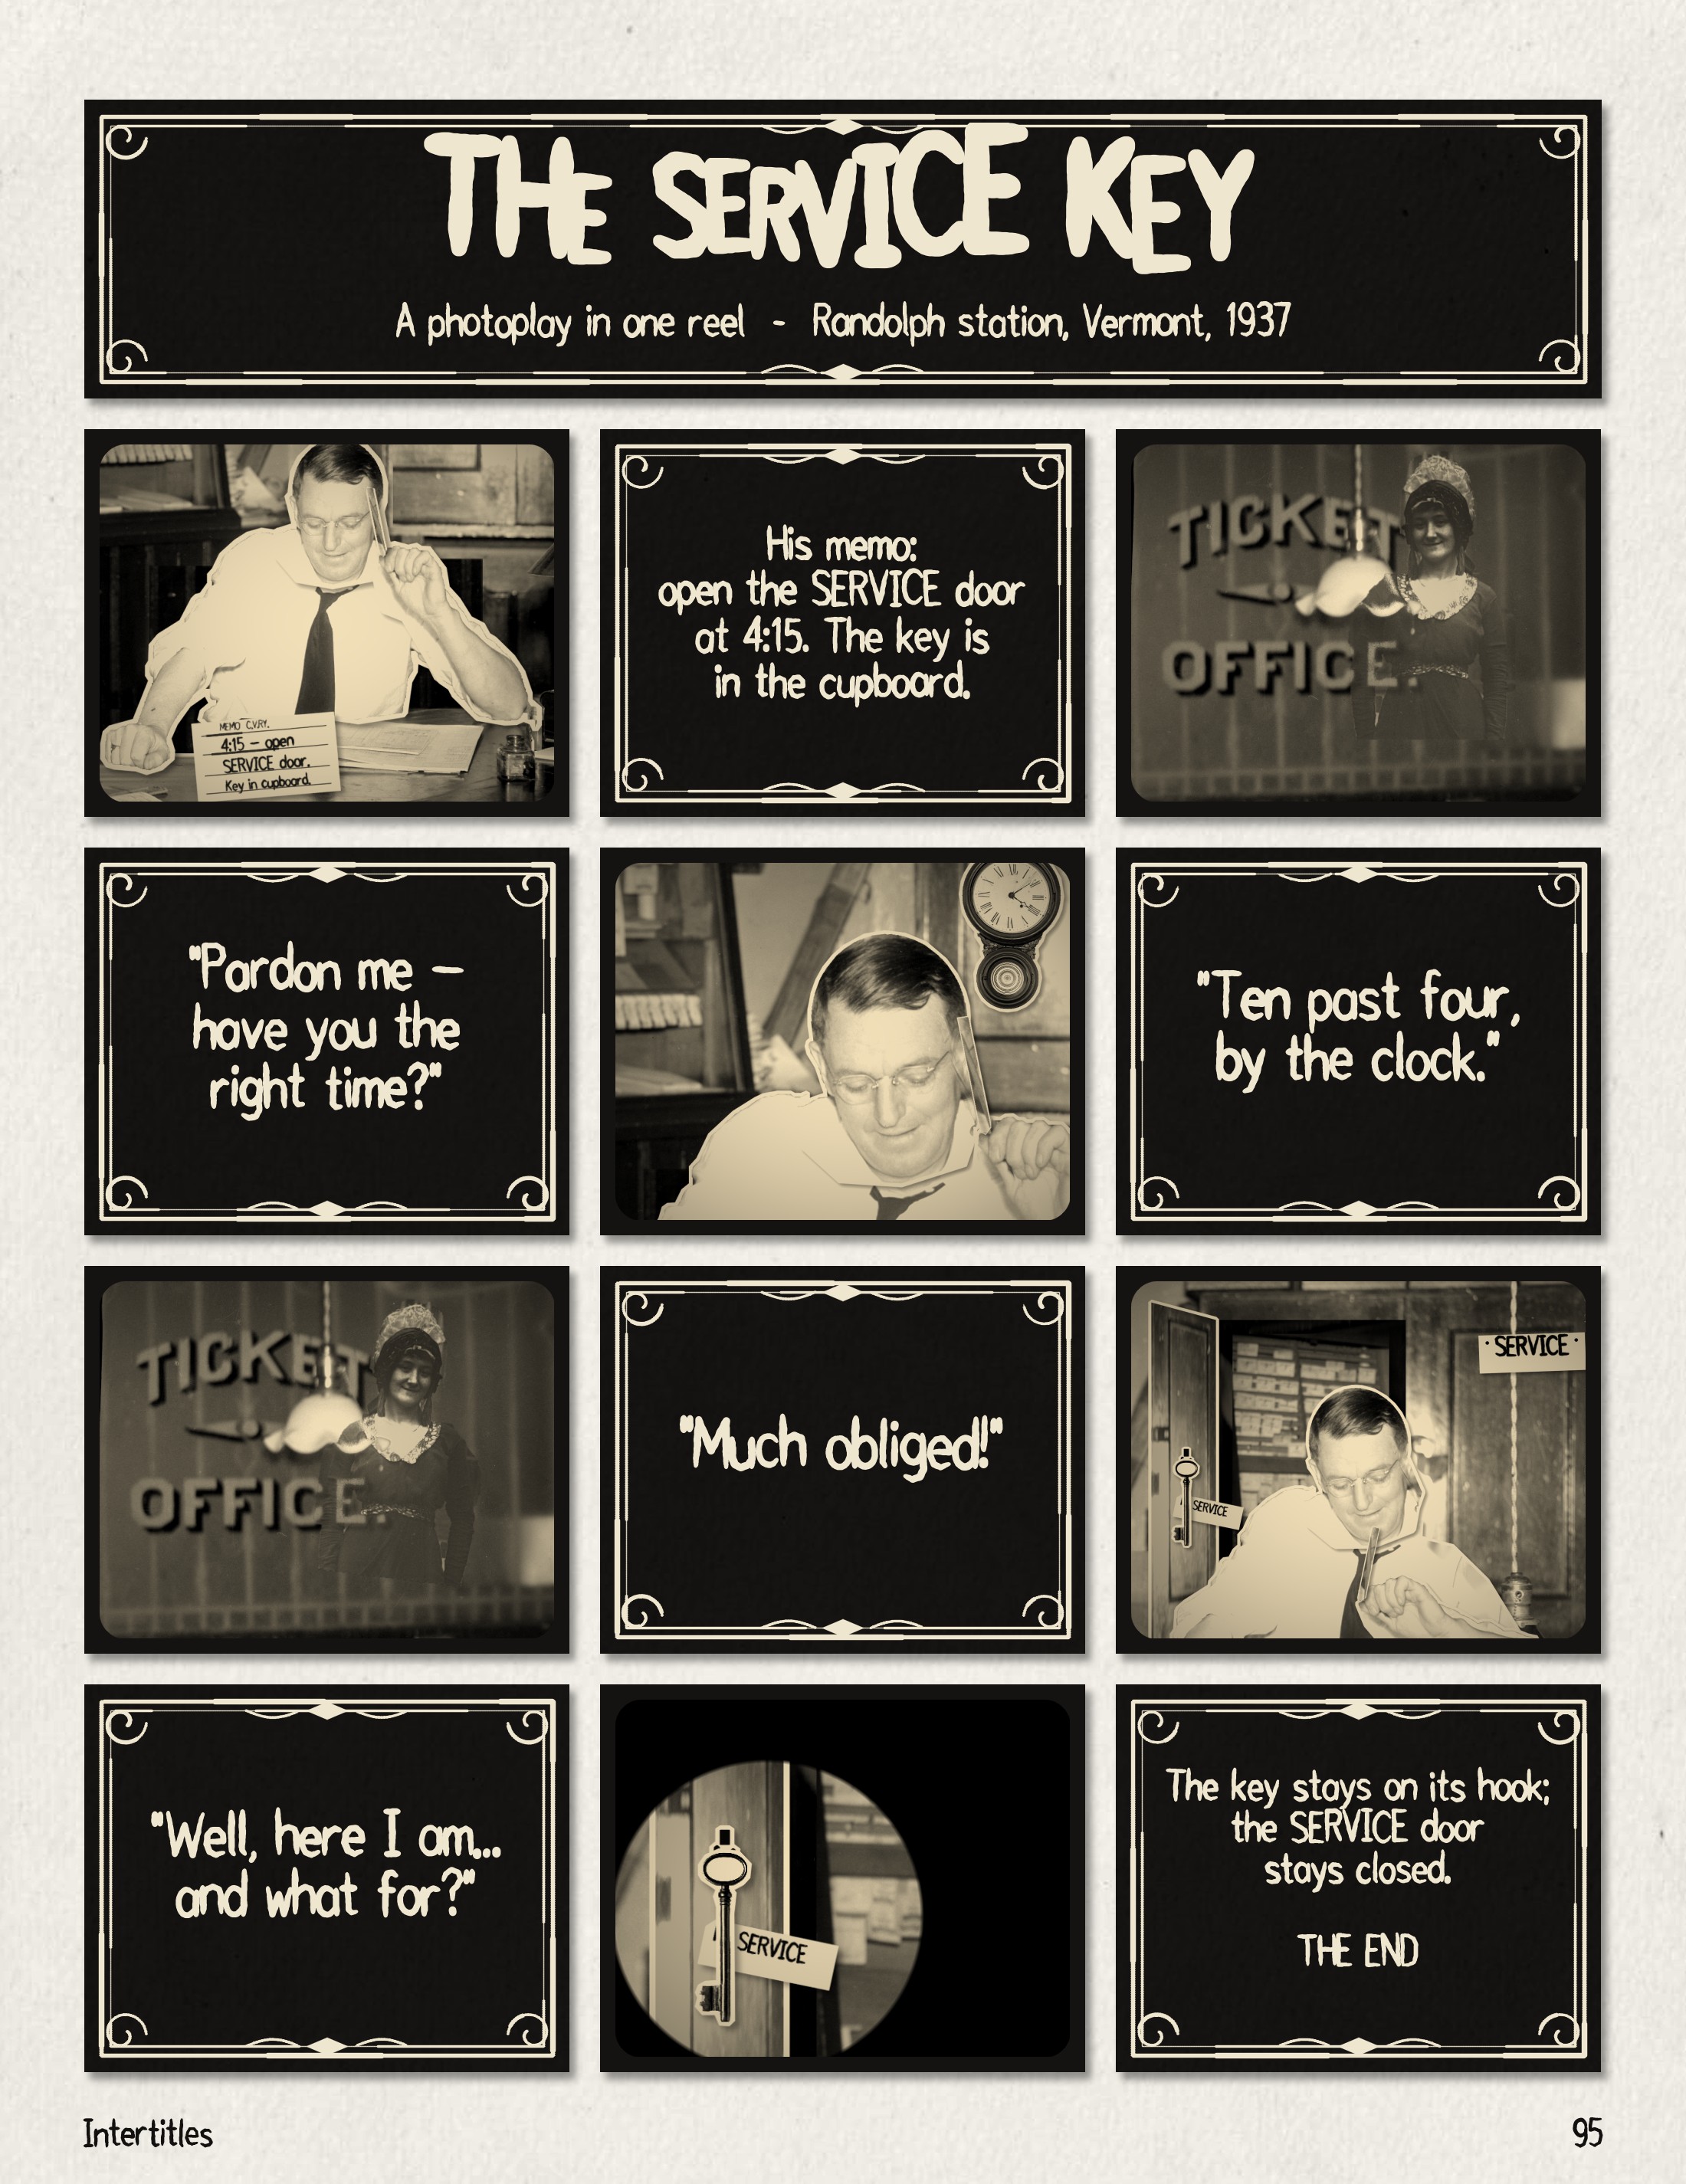 THE SERVICE KEY
A photoplay in one reel - Randolph station, Vermont, 1937
MEMO C.V.RY.
4:15 — open
SERVICE door.
Key in cupboard.
His memo:
open the SERVICE door
at 4:15. The key is
in the cupboard.
TICKET
OFFICE.
"Pardon me —
have you the
right time?"
"Ten past four,
by the clock."
TICKET
OFFICE.
"Much obliged!"
SERVICE
SERVICE
"Well, here I am...
and what for?"
SERVICE
The key stays on its hook;
the SERVICE door
stays closed.
THE END
Intertitles
95